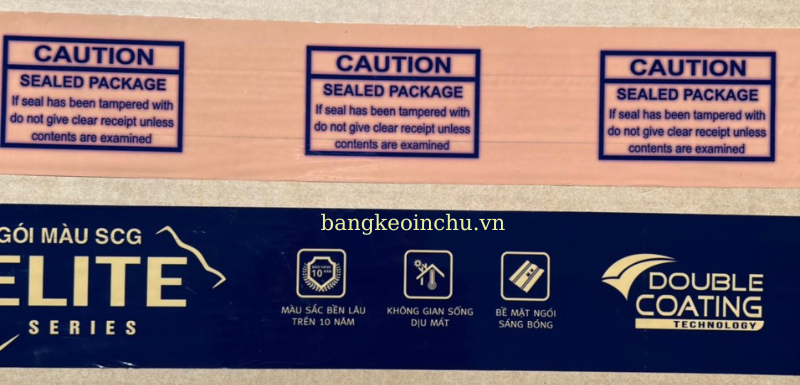 CAUTION
SEALED PACKAGE
If seal has been tampered with
do not give clear receipt unless
contents are examined
CAUTION
SEALED PACKAGE
If seal has been tampered with
do not give clear receipt unless
contents are examined
CAUTION
SEALED PACKAGE
If seal has been tampered with
do not give clear receipt unless
contents are examined
bangkeoinchu.vn
GÓI MÀU SCG
ELITE
SERIES
BẢO HÀNH
10
NĂM
MÀU SẮC BỀN LÂU
TRÊN 10 NĂM
KHÔNG GIAN SỐNG
DỊU MÁT
BỀ MẶT NGÓI
SÁNG BÓNG
DOUBLE
COATING
TECHNOLOGY